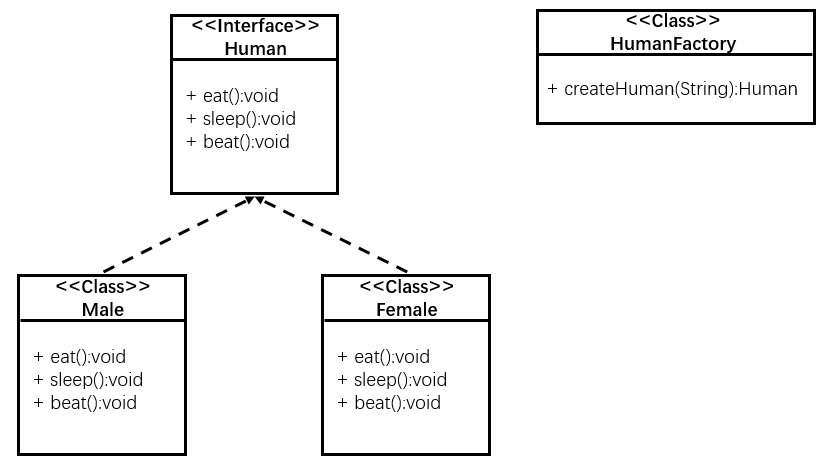 <<Interface>>
Human
+ eat():void
+ sleep():void
+ beat():void
<<Class>>
HumanFactory
+ createHuman(String):Human
<<Class>>
Male
+ eat():void
+ sleep():void
+ beat():void
<<Class>>
Female
+ eat():void
+ sleep():void
+ beat():void